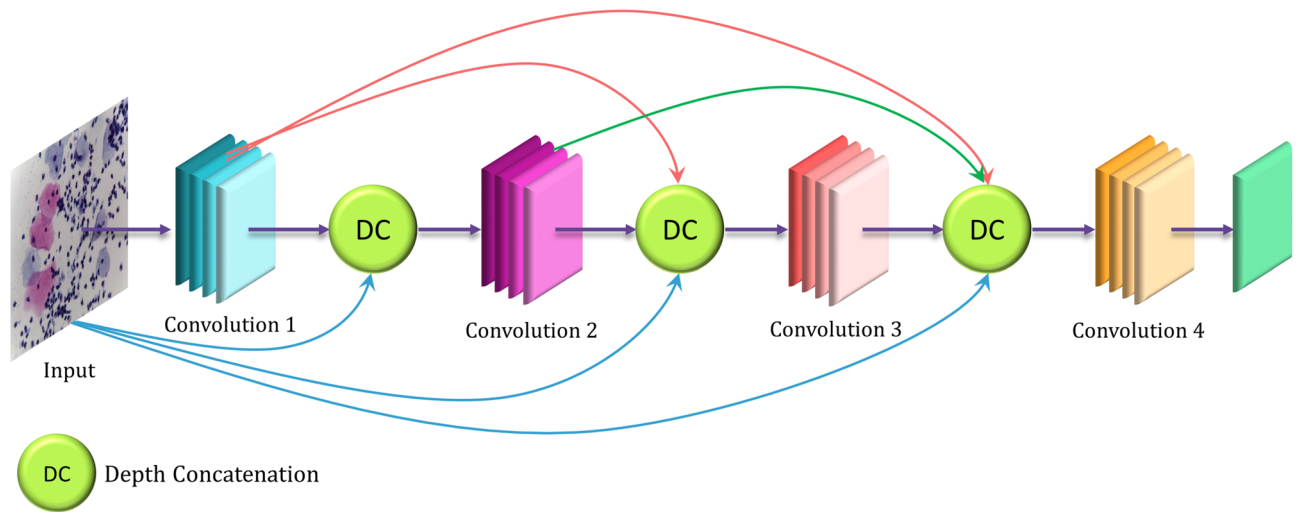 DC
DC
DC
Convolution 1
Convolution 2
Convolution 3
Convolution 4
Input
DC Depth Concatenation